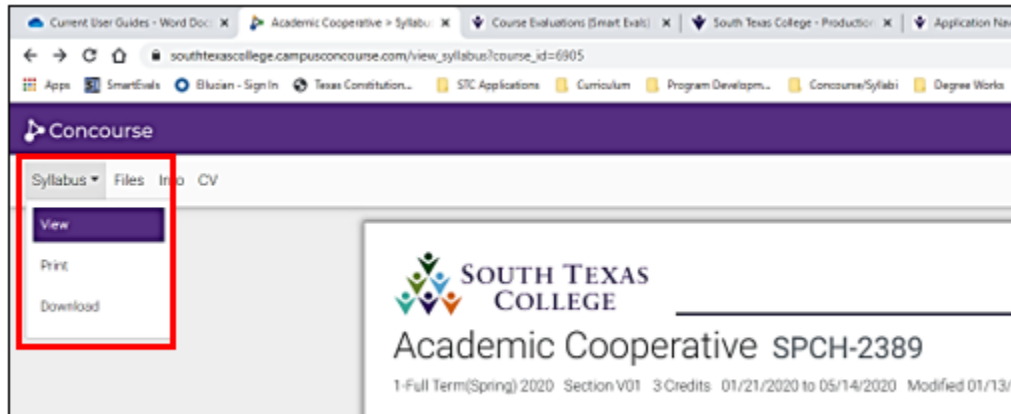 Current User Guides - Word Doc: X Academic Cooperative > Syllabu: X Course Evaluations (Smart Evals) X South Texas College - Production X Application Nav
southtexascollege.campusconcourse.com/view_syllabus?course_id=6905
Apps SmartEvals Ellucian - Sign In Texas Constitution... STC Applications Curriculum Program Developm... Concourse/Syllabi Degree Works
Concourse
Syllabus Files Info CV
View
Print
Download
SOUTH TEXAS
COLLEGE
Academic Cooperative SPCH-2389
1-Full Term(Spring) 2020 Section V01 3 Credits 01/21/2020 to 05/14/2020 Modified 01/13/